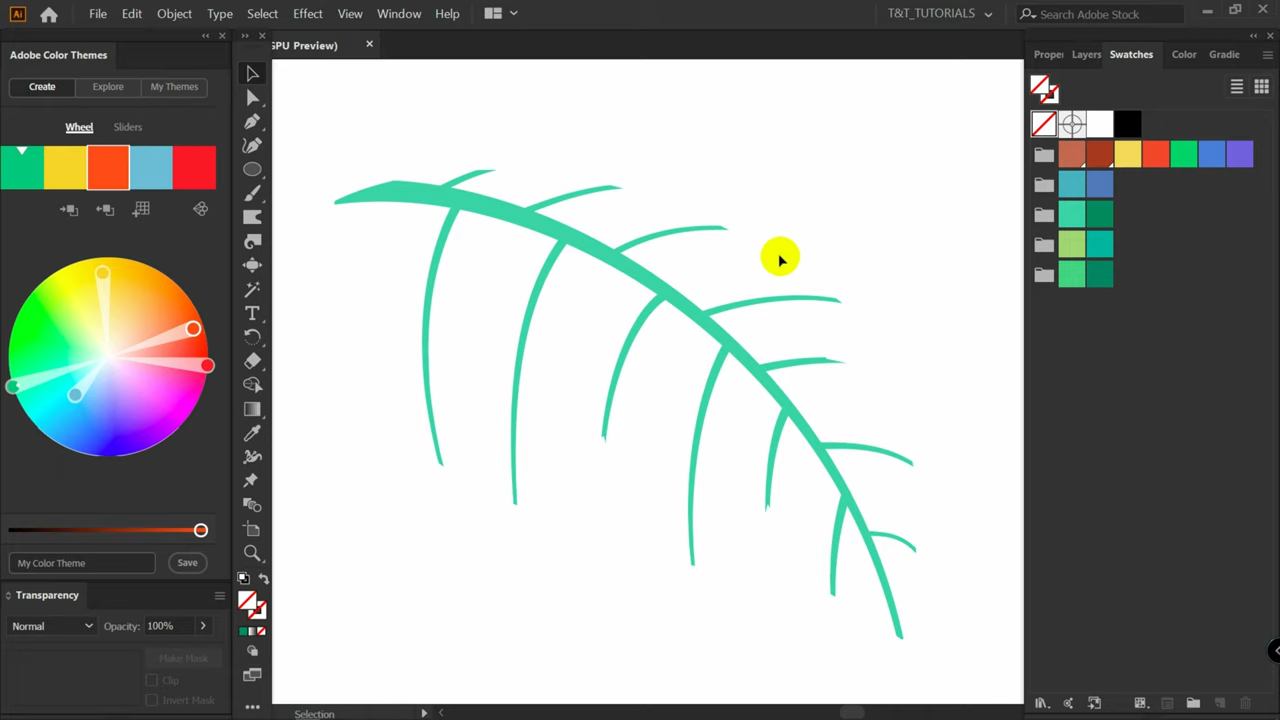 Ai File Edit Object Type Select Effect View Window Help T&T_TUTORIALS Search Adobe Stock
GPU Preview)
Adobe Color Themes
Create Explore My Themes
Wheel Sliders
My Color Theme Save
Transparency
Normal Opacity: 100%
Make Mask
Clip
Invert Mask
Selection
Proper Layers Swatches Color Gradie